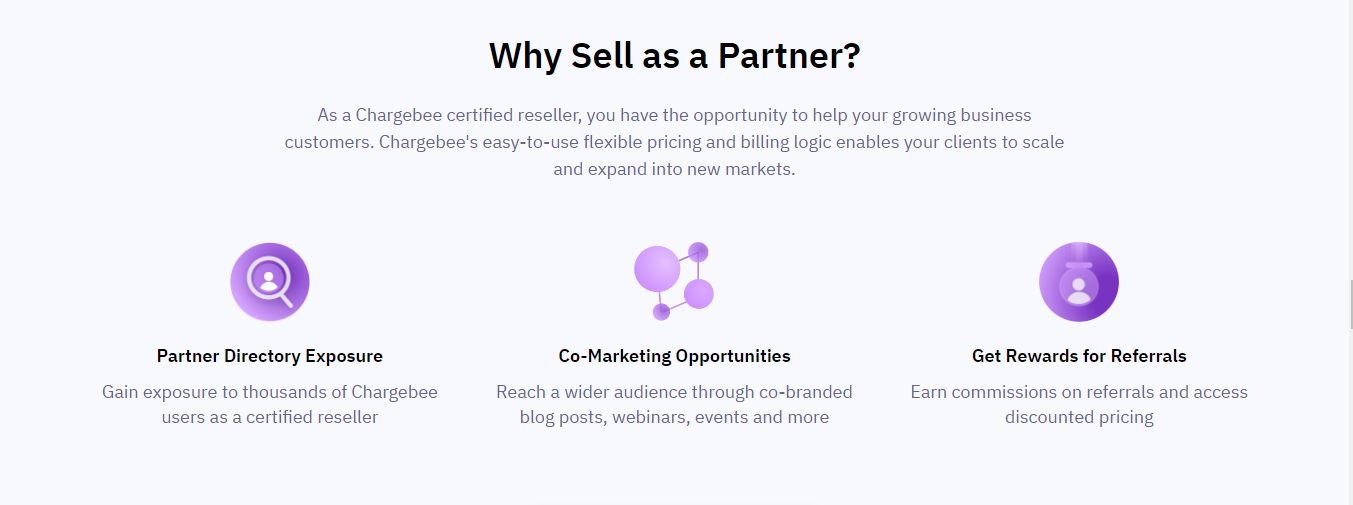 Why Sell as a Partner?
As a Chargebee certified reseller, you have the opportunity to help your growing business
customers. Chargebee's easy-to-use flexible pricing and billing logic enables your clients to scale
and expand into new markets.
Partner Directory Exposure
Gain exposure to thousands of Chargebee
users as a certified reseller
Co-Marketing Opportunities
Reach a wider audience through co-branded
blog posts, webinars, events and more
Get Rewards for Referrals
Earn commissions on referrals and access
discounted pricing